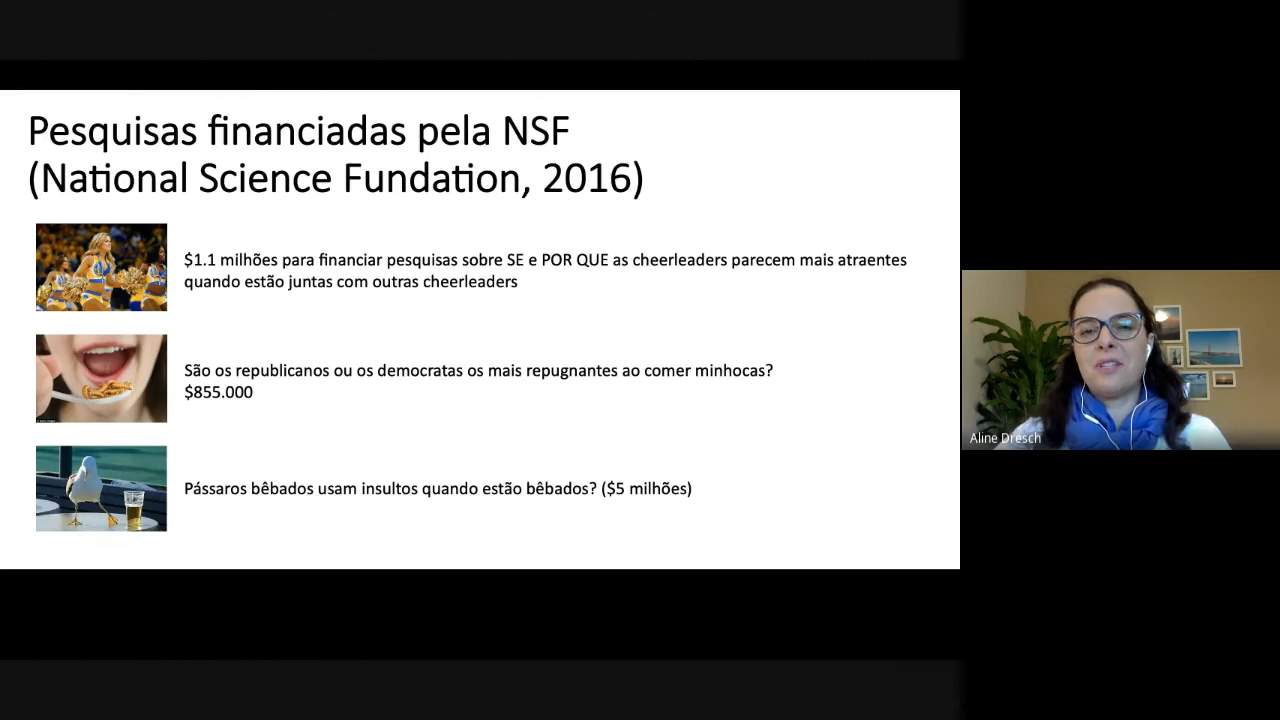 Pesquisas financiadas pela NSF
(National Science Fundation, 2016)
$1.1 milhões para financiar pesquisas sobre SE e POR QUE as cheerleaders parecem mais atraentes
quando estão juntas com outras cheerleaders
São os republicanos ou os democratas os mais repugnantes ao comer minhocas?
$855.000
Pássaros bêbados usam insultos quando estão bêbados? ($5 milhões)
Aline Dresch